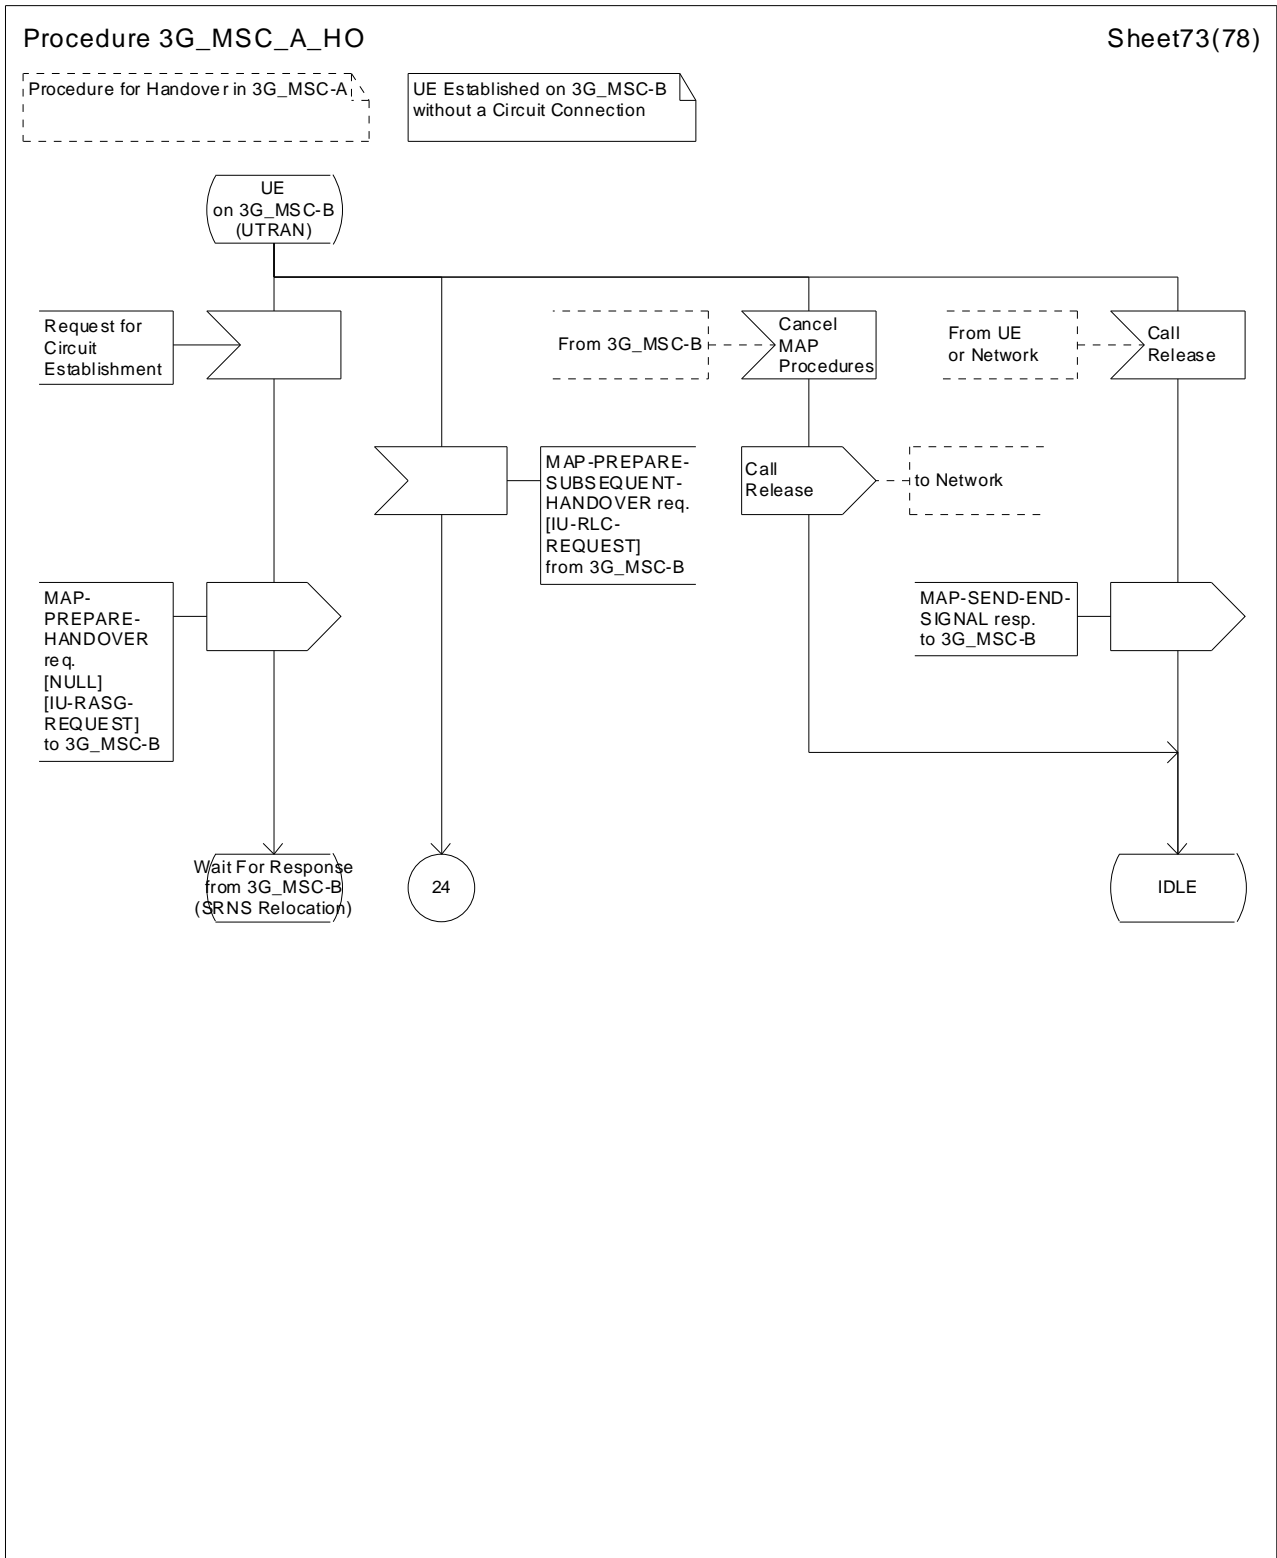 Procedure 3G_MSC_A_HO
Sheet73(78)
Procedure for Handover in 3G_MSC-A
UE Established on 3G_MSC-B
without a Circuit Connection
UE
on 3G_MSC-B
(UTRAN)
Request for
Circuit
Establishment
From 3G_MSC-B
Cancel
MAP
Procedures
From UE
or Network
Call
Release
MAP-PREPARE-
SUBSEQUENT-
HANDOVER req.
[IU-RLC-
REQUEST]
from 3G_MSC-B
Call
Release
to Network
MAP-
PREPARE-
HANDOVER
req.
[NULL]
[IU-RASG-
REQUEST]
to 3G_MSC-B
MAP-SEND-END-
SIGNAL resp.
to 3G_MSC-B
Wait For Response
from 3G_MSC-B
(SRNS Relocation)
24
IDLE